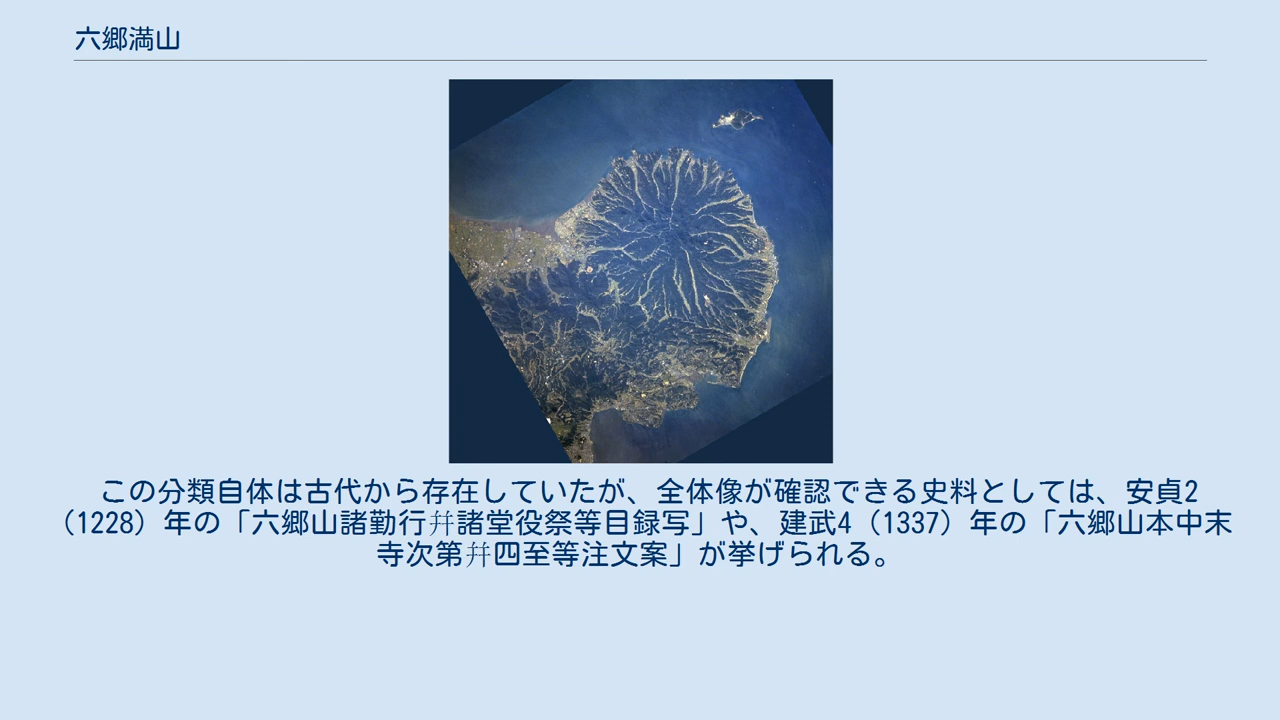 六郷満山
この分類自体は古代から存在していたが、全体像が確認できる史料としては、安貞2
（1228）年の「六郷山諸勤行幷諸堂役祭等目録写」や、建武4（1337）年の「六郷山本中末
寺次第幷四至等注文案」が挙げられる。